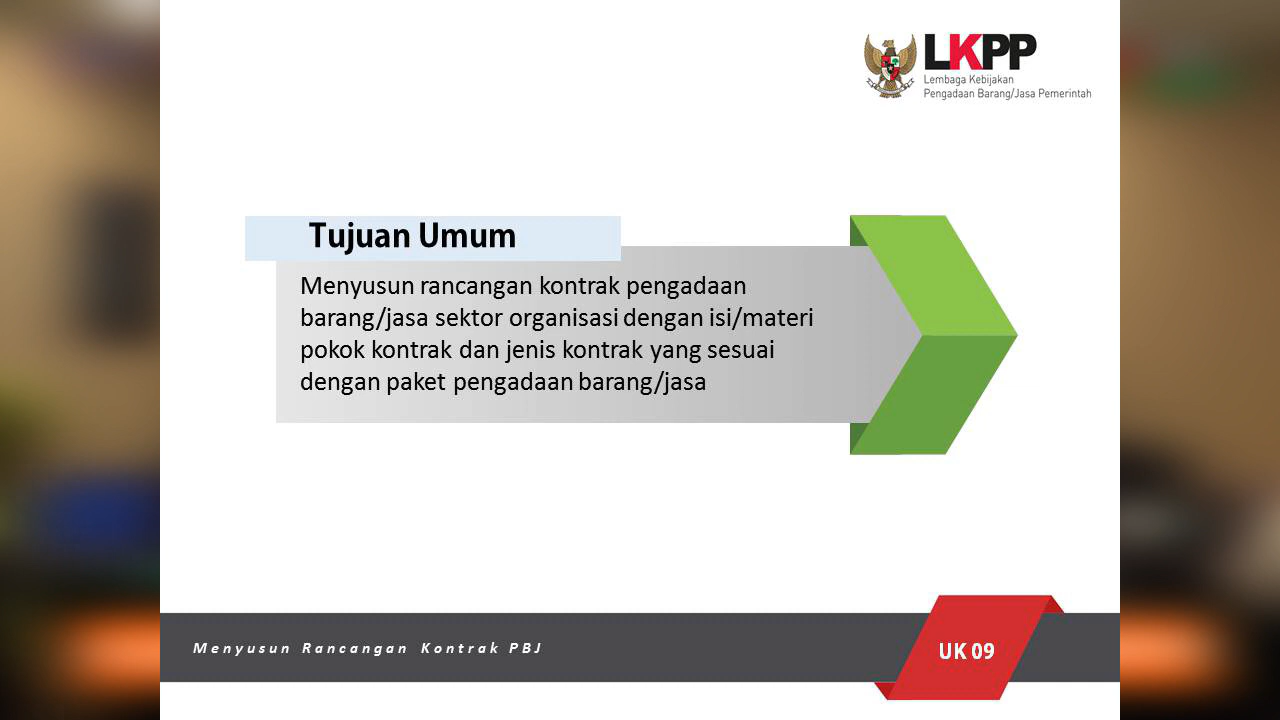 LKPP
Lembaga Kebijakan
Pengadaan Barang/Jasa Pemerintah
Tujuan Umum
Menyusun rancangan kontrak pengadaan
barang/jasa sektor organisasi dengan isi/materi
pokok kontrak dan jenis kontrak yang sesuai
dengan paket pengadaan barang/jasa
Menyusun Rancangan Kontrak PBJ
UK 09